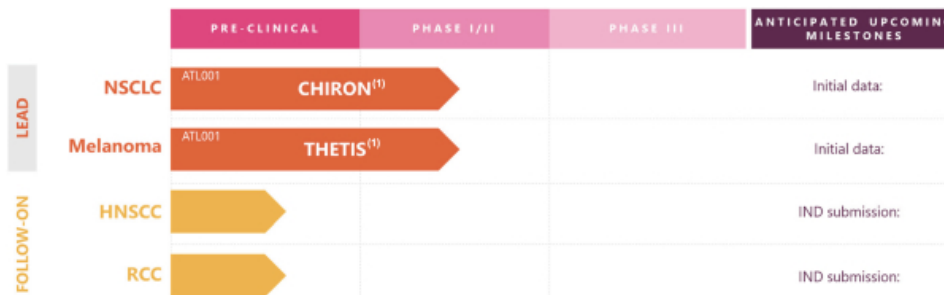 PRE-CLINICAL PHASE I/II PHASE III ANTICIPATED UPCOMIN
MILESTONES
LEAD
NSCLC ATL001 CHIRON(1) Initial data:
Melanoma ATL001 THETIS(1) Initial data:
FOLLOW-ON
HNSCC IND submission:
RCC IND submission: